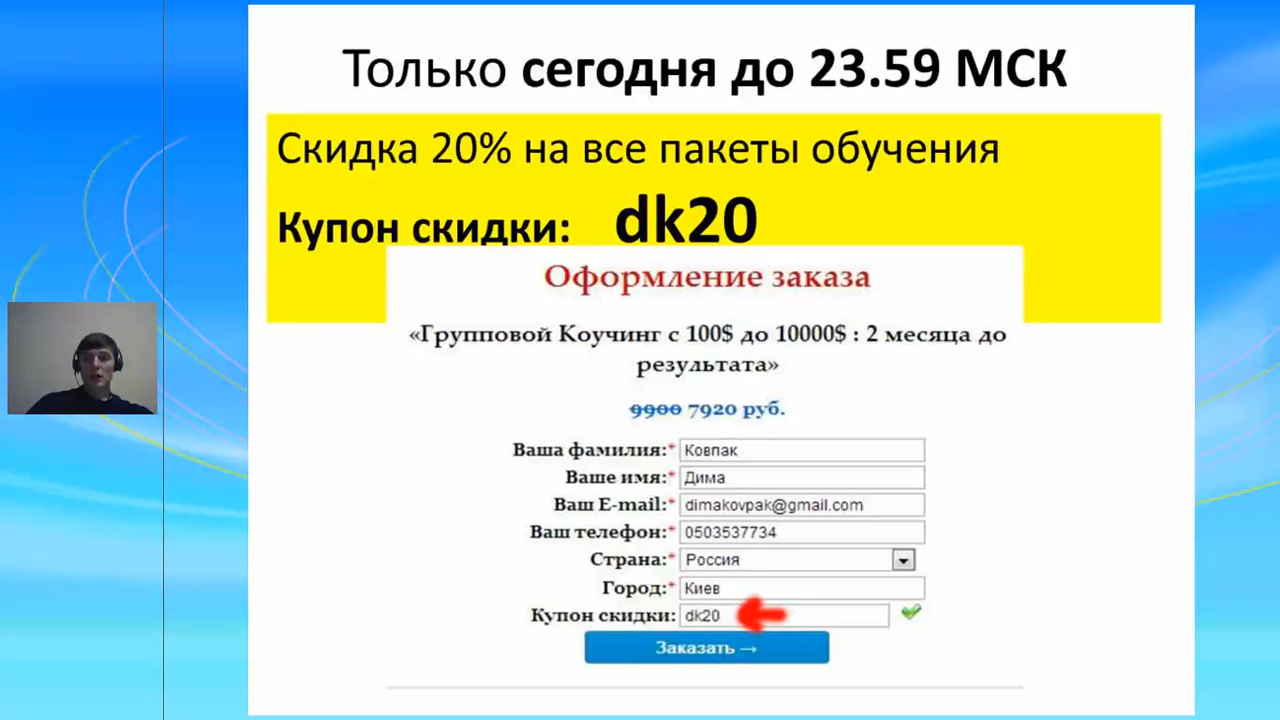 Только сегодня до 23.59 МСК
Скидка 20% на все пакеты обучения
Купон скидки: dk20
Оформление заказа
«Групповой Коучинг с 100$ до 10000$ : 2 месяца до
результата»
9900 7920 руб.
Ваша фамилия:* Ковпак
Ваше имя:* Дима
Ваш E-mail:* dimakovpak@gmail.com
Ваш телефон:* 0503537734
Страна:* Россия
Город:* Киев
Купон скидки: dk20
Заказать →